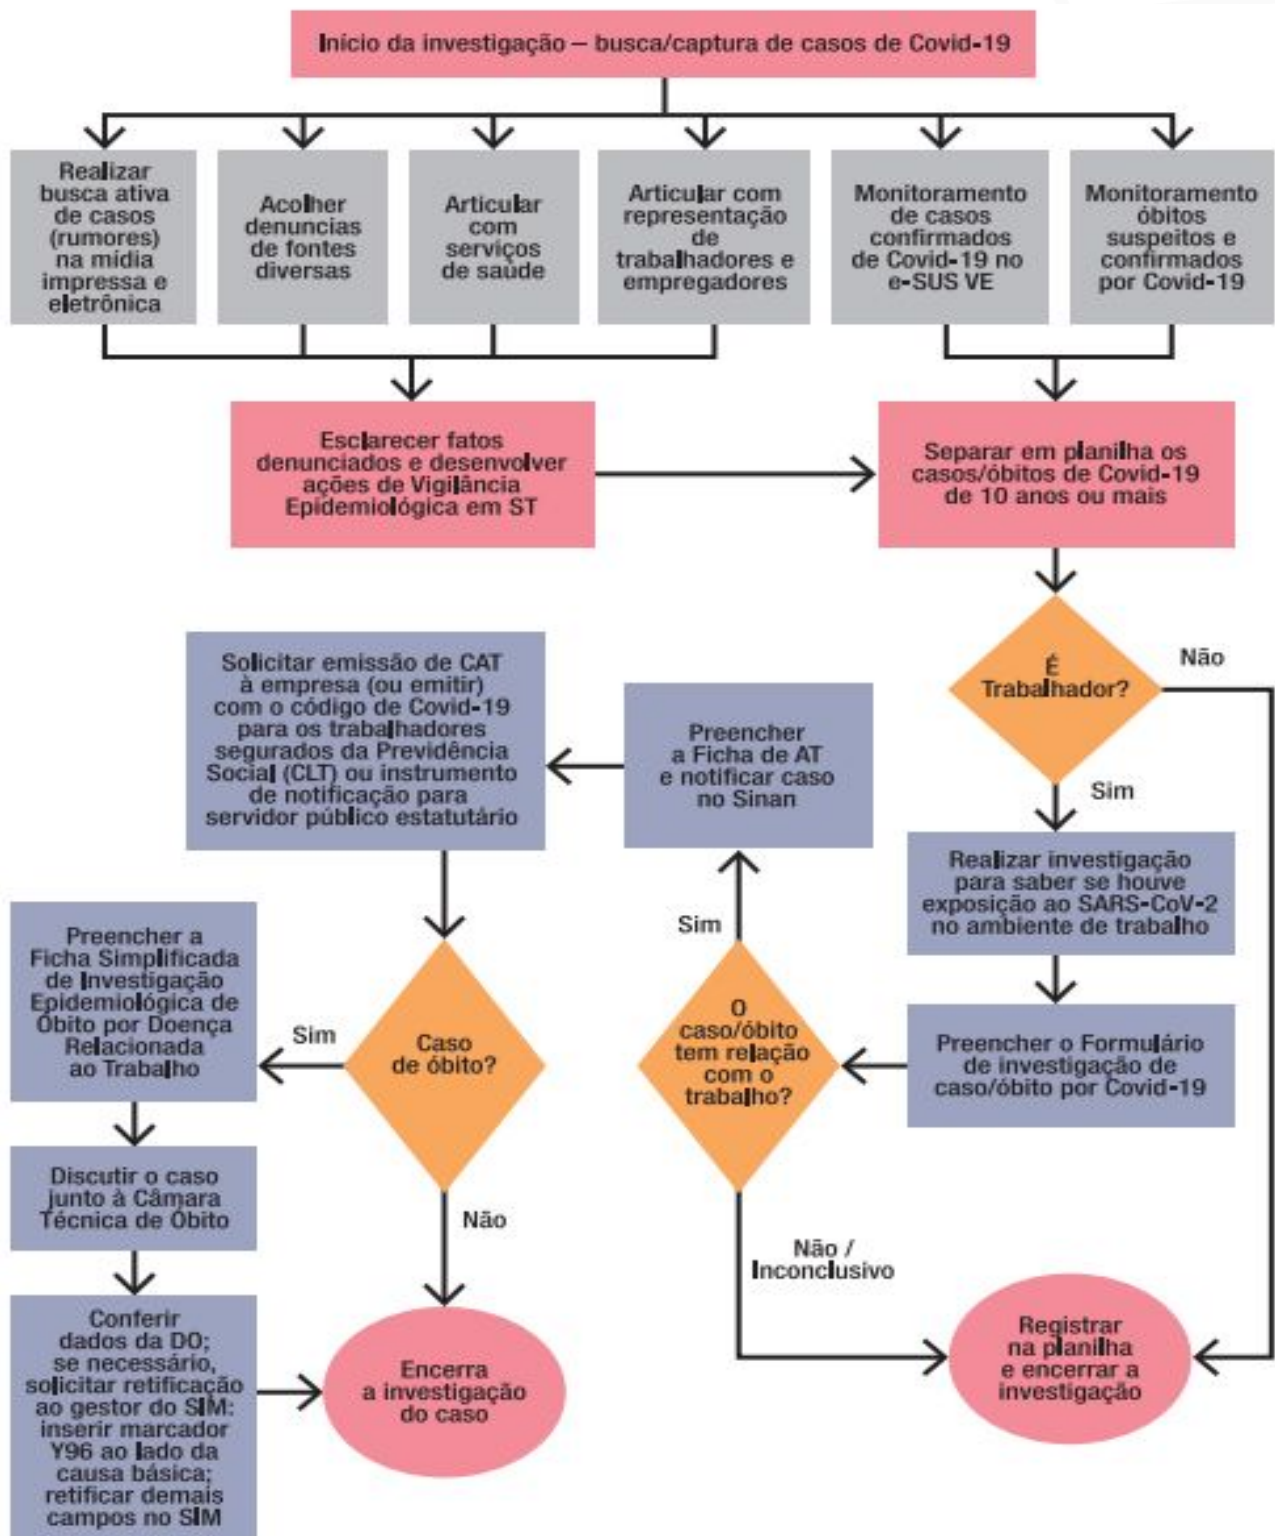 Início da investigação – busca/captura de casos de Covid-19
Realizar
busca ativa
de casos
(rumores)
na mídia
impressa e
eletrônica
Acolher
denuncias
de fontes
diversas
Articular
com
serviços
de saúde
Articular com
representação
de
trabalhadores e
empregadores
Monitoramento
de casos
confirmados
de Covid-19 no
e-SUS VE
Monitoramento
óbitos
suspeitos e
confirmados
por Covid-19
Esclarecer fatos
denunciados e desenvolver
ações de Vigilância
Epidemiológica em ST
Separar em planilha os
casos/óbitos de Covid-19
de 10 anos ou mais
É
Trabalhador?
Não
Sim
Realizar investigação
para saber se houve
exposição ao SARS-CoV-2
no ambiente de trabalho
Preencher o Formulário
de investigação de
caso/óbito por Covid-19
O
caso/óbito
tem relação
com o
trabalho?
Sim
Não /
Inconclusivo
Registrar
na planilha
e encerrar a
investigação
Preencher
a Ficha de AT
e notificar caso
no Sinan
Solicitar emissão de CAT
à empresa (ou emitir)
com o código de Covid-19
para os trabalhadores
segurados da Previdência
Social (CLT) ou instrumento
de notificação para
servidor público estatutário
Caso
de óbito?
Sim
Não
Preencher a
Ficha Simplificada
de Investigação
Epidemiológica de
Óbito por Doença
Relacionada
ao Trabalho
Discutir o caso
junto à Câmara
Técnica de Óbito
Conferir
dados da DO;
se necessário,
solicitar retificação
ao gestor do SIM:
inserir marcador
Y96 ao lado da
causa básica;
retificar demais
campos no SIM
Encerra
a investigação
do caso